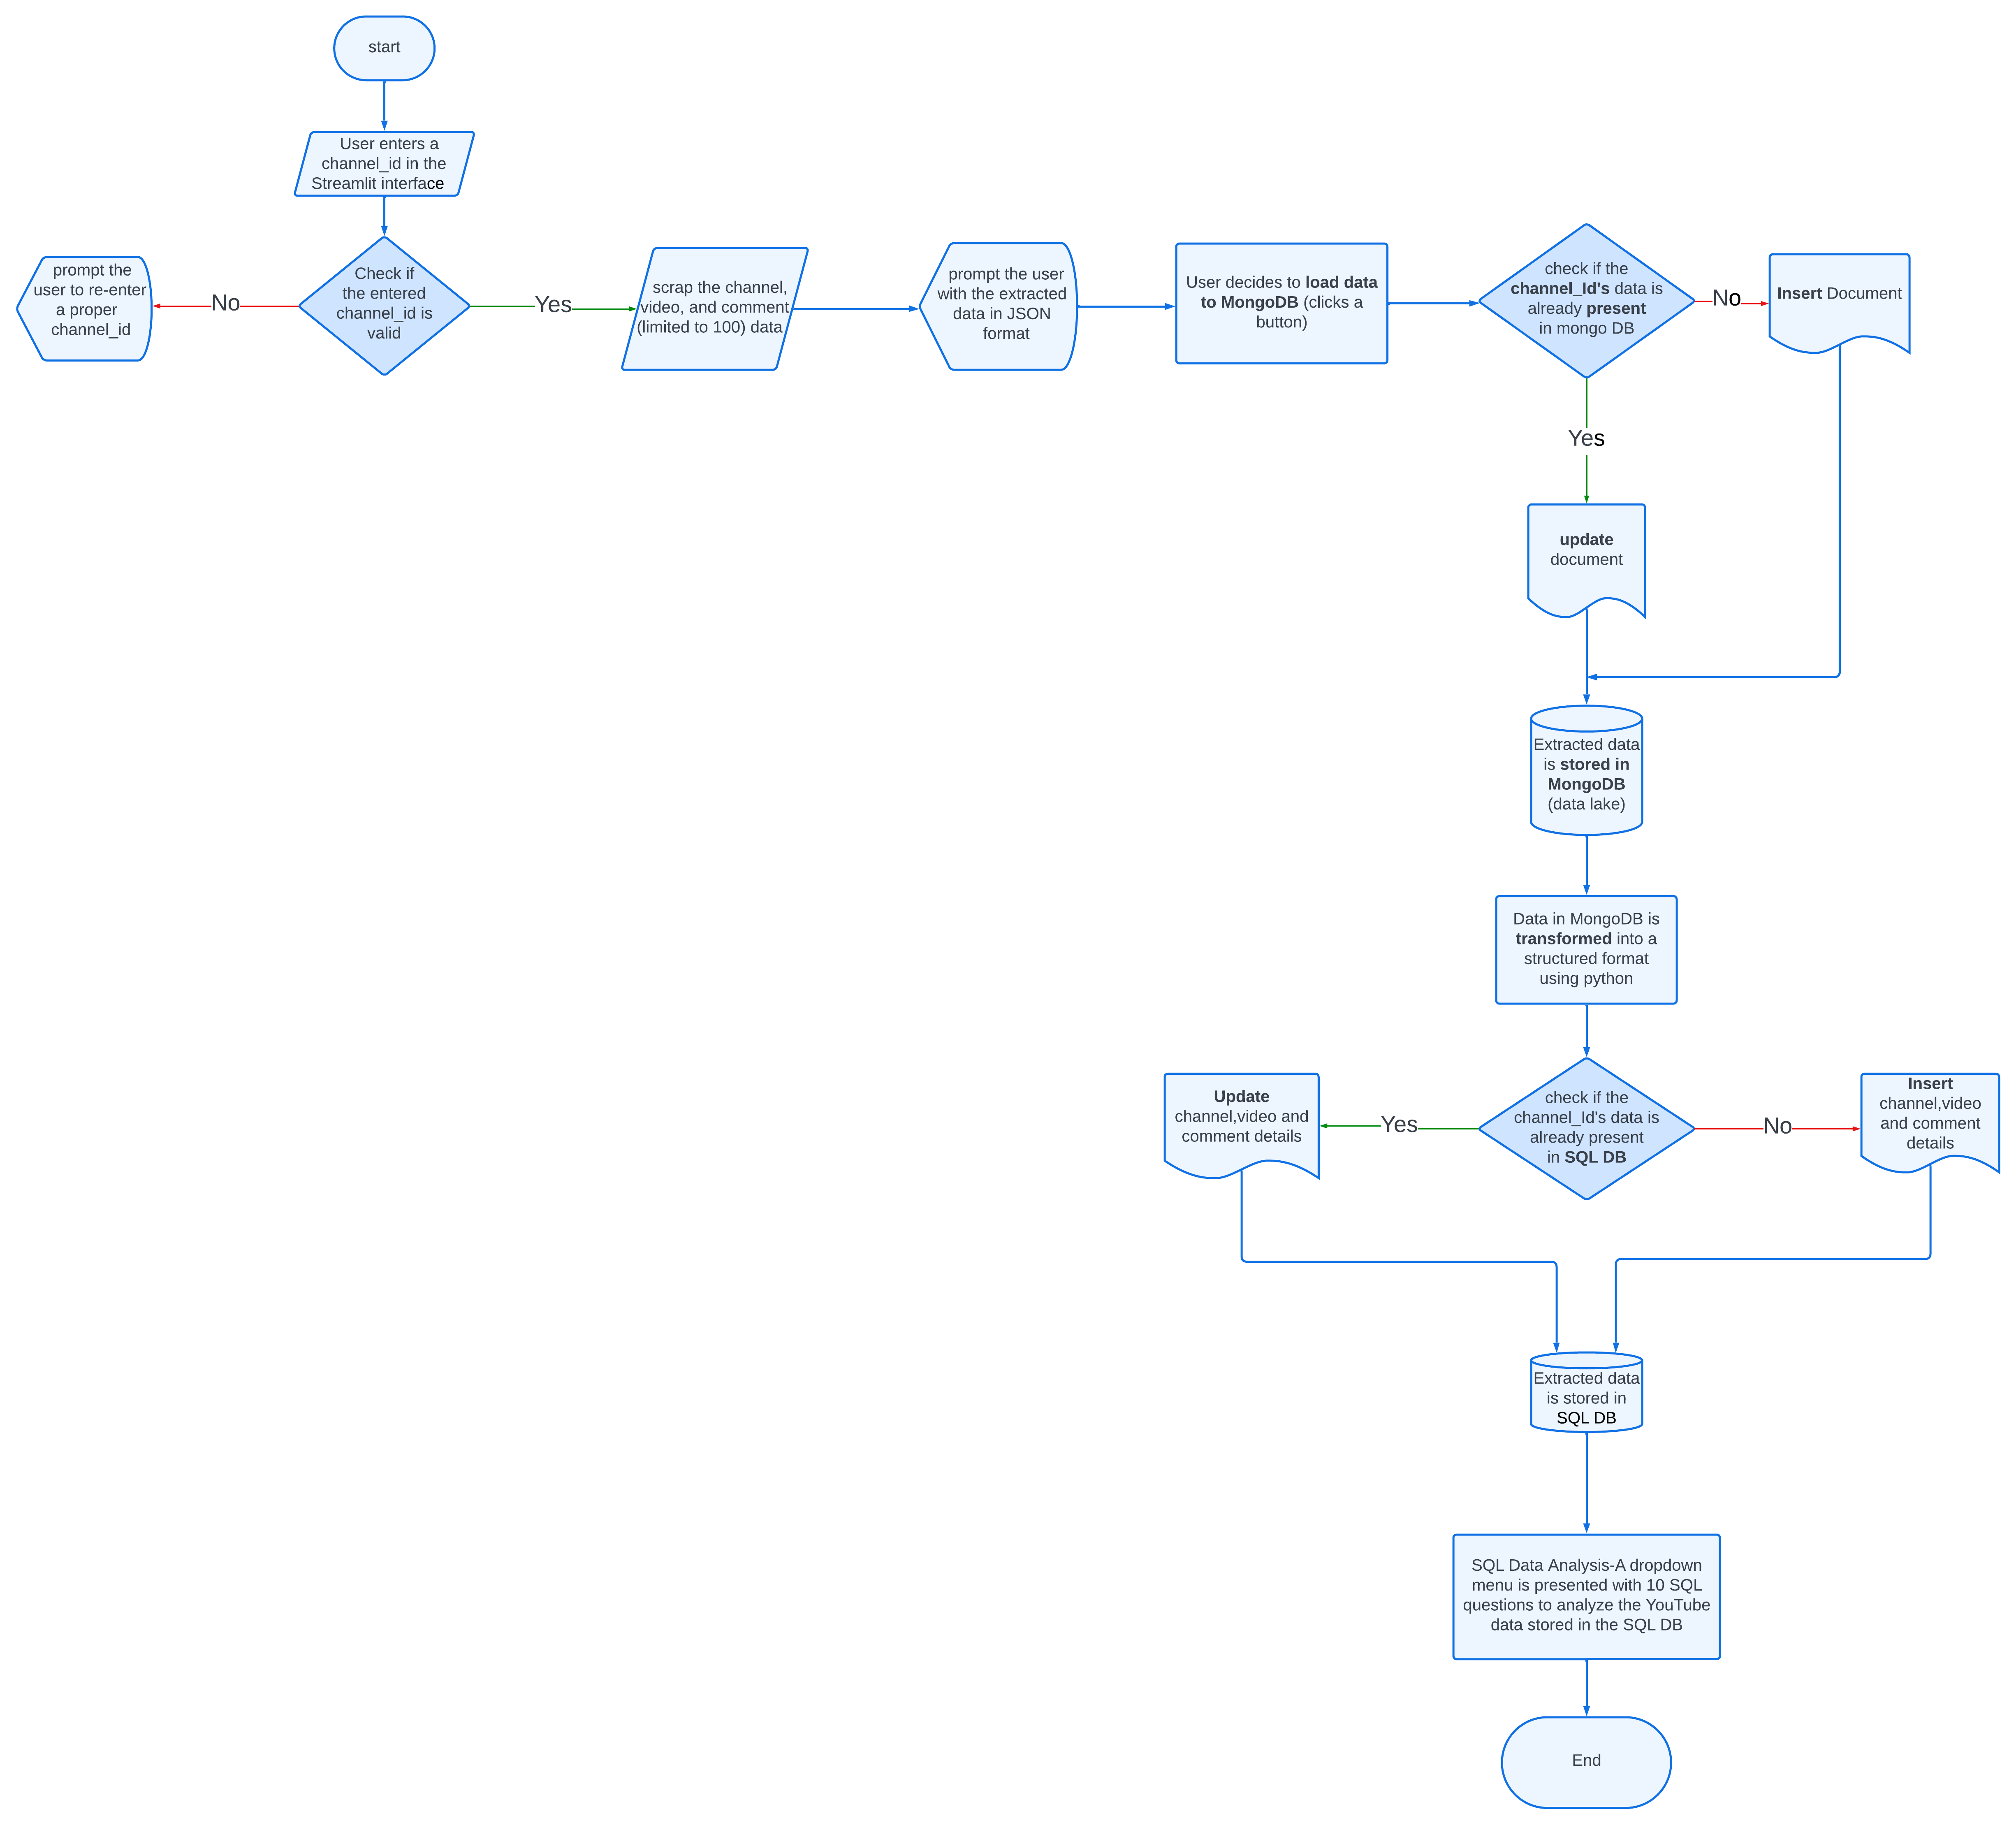 start
User enters a
channel_id in the
Streamlit interface
prompt the
user to re-enter
a proper
channel_id
No
Check if
the entered
channel_id is
valid
Yes
scrap the channel,
video, and comment
(limited to 100) data
prompt the user
with the extracted
data in JSON
format
User decides to load data
to MongoDB (clicks a
button)
check if the
channel_Id's data is
already present
in mongo DB
No
Insert Document
Yes
update
document
Extracted data
is stored in
MongoDB
(data lake)
Data in MongoDB is
transformed into a
structured format
using python
Update
channel,video and
comment details
Yes
check if the
channel_Id's data is
already present
in SQL DB
No
Insert
channel,video
and comment
details
Extracted data
is stored in
SQL DB
SQL Data Analysis-A dropdown
menu is presented with 10 SQL
questions to analyze the YouTube
data stored in the SQL DB
End